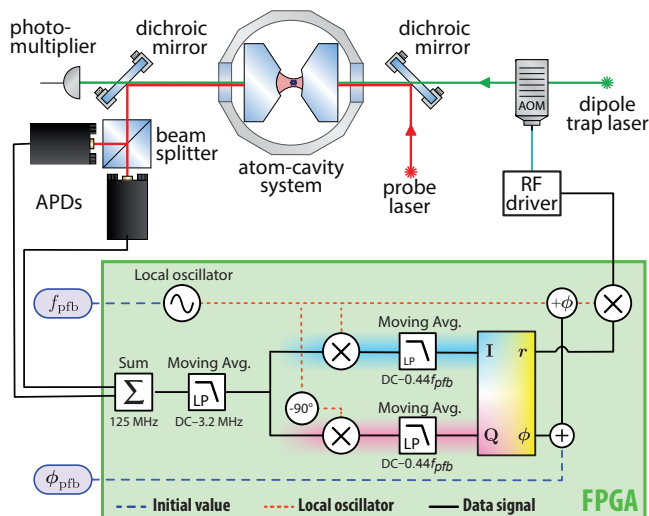 photo-
multiplier
dichroic
mirror
dichroic
mirror
AOM
dipole
trap laser
beam
splitter
atom-cavity
system
probe
laser
RF
driver
APDs
Local oscillator
f_pfb
+ϕ
Sum
Σ
125 MHz
Moving Avg.
LP
DC–3.2 MHz
Moving Avg.
LP
DC–0.44f_pfb
I
r
-90°
Moving Avg.
LP
DC–0.44f_pfb
Q
ϕ
ϕ_pfb
Initial value
Local oscillator
Data signal
FPGA